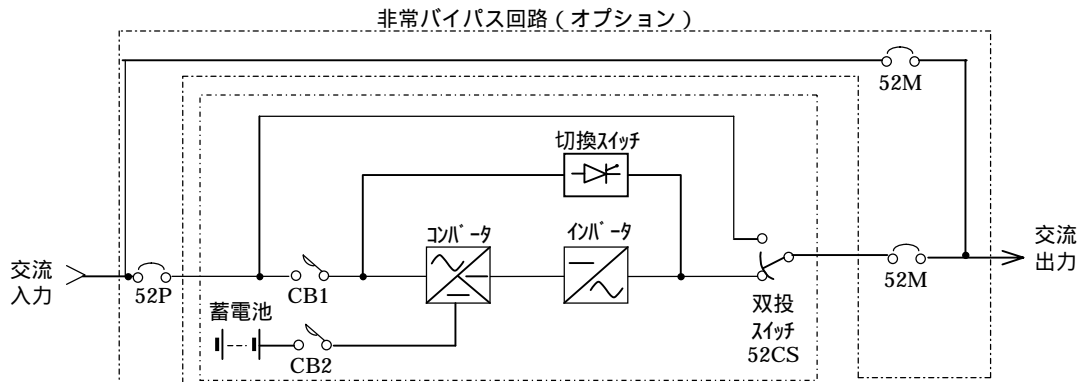 非常バイパス回路（オプション）
52M
切換スイッチ
コンバータ
インバータ
交流
入力
52P
CB1
蓄電池
CB2
双投
スイッチ
52CS
52M
交流
出力